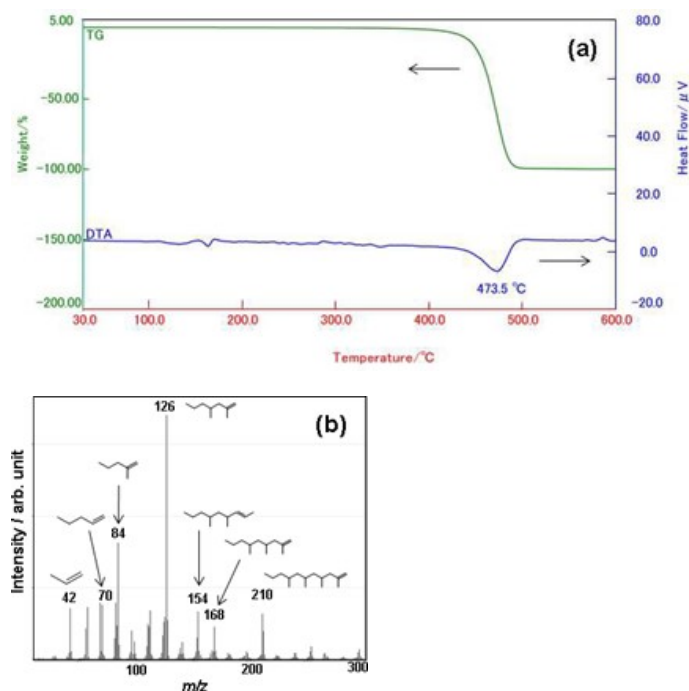 5.00
TG
(a)
80.0
60.0
-50.00
40.0
Weight/%
Heat Flow/μV
-100.00
20.0
-150.00
DTA
0.0
473.5 °C
-200.00
-20.0
30.0 100.0 200.0 300.0 400.0 500.0 600.0
Temperature/°C
126
(b)
Intensity / arb. unit
84
42
70
154
168
210
100 200 300
m/z